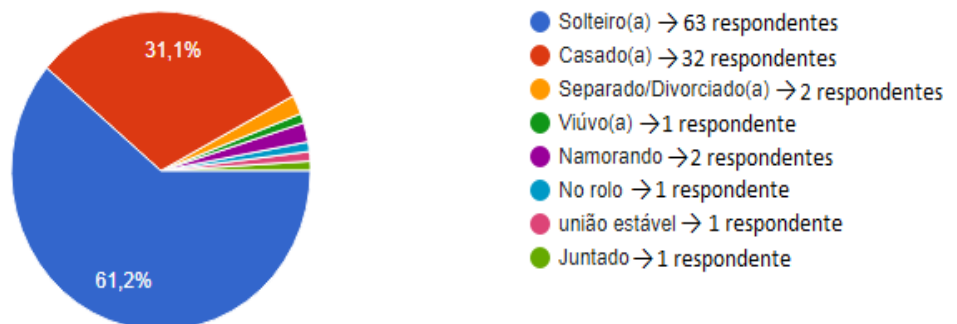 31,1%
61,2%
Solteiro(a) → 63 respondentes
Casado(a) → 32 respondentes
Separado/Divorciado(a) → 2 respondentes
Viúvo(a) → 1 respondente
Namorando → 2 respondentes
No rolo → 1 respondente
união estável → 1 respondente
Juntado → 1 respondente